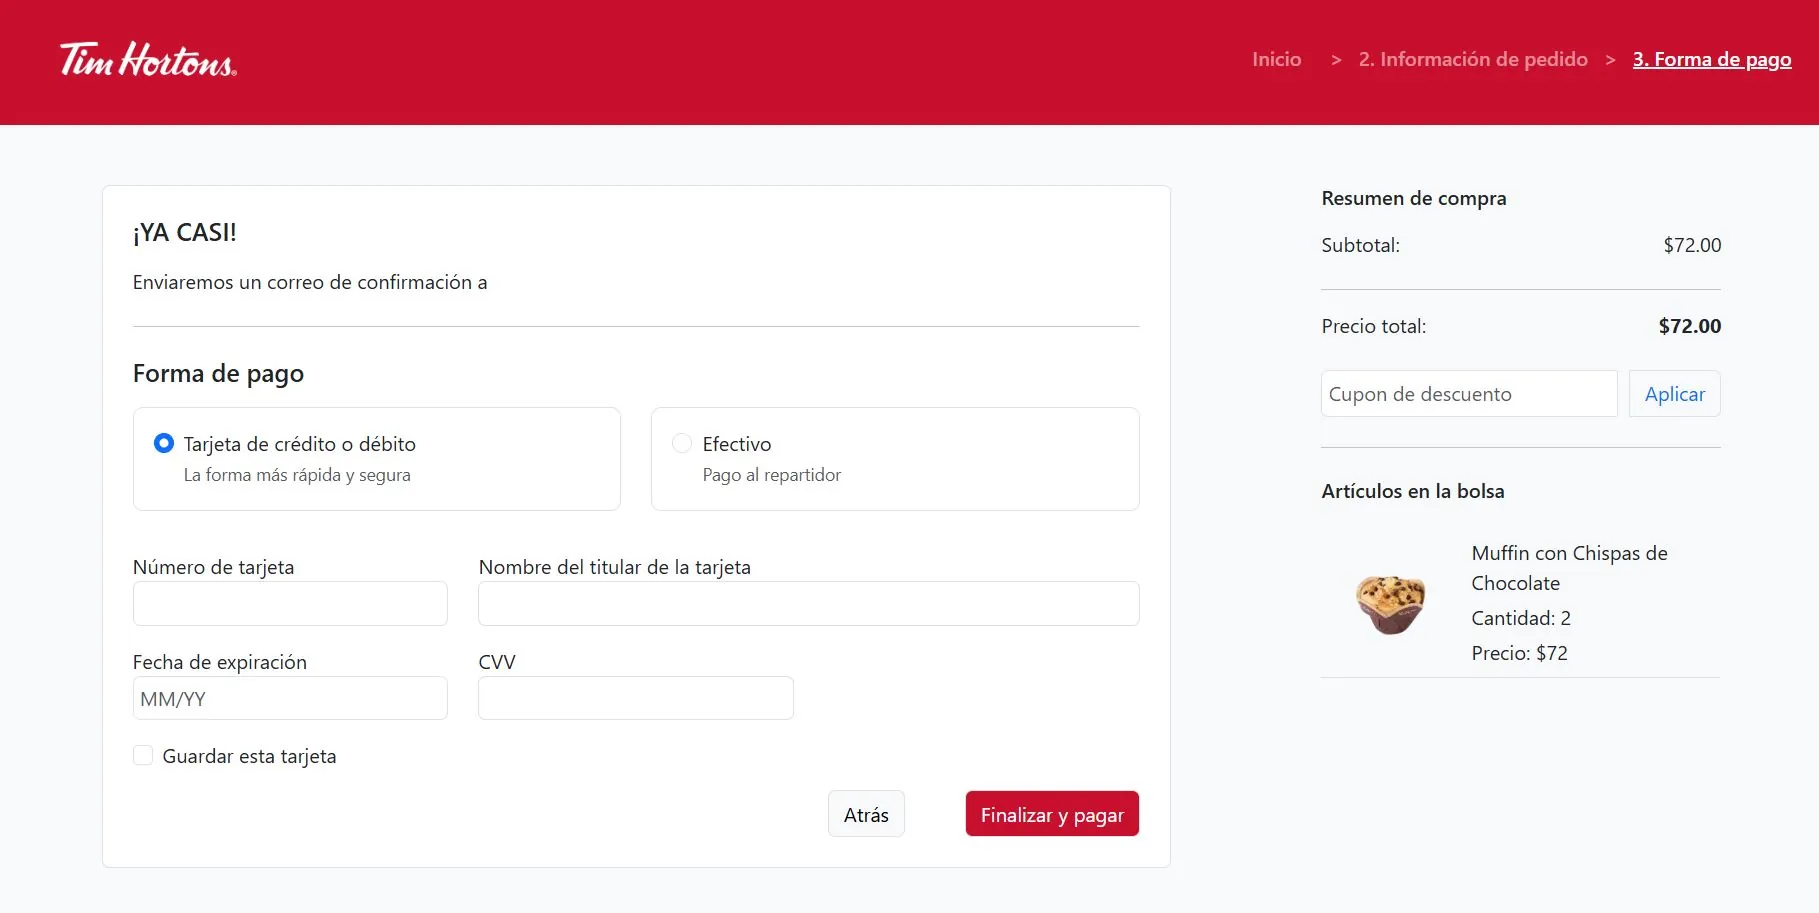 Tim Hortons®
Inicio > 2. Información de pedido > 3. Forma de pago
¡YA CASI!
Enviaremos un correo de confirmación a
Forma de pago
Tarjeta de crédito o débito
La forma más rápida y segura
Efectivo
Pago al repartidor
Número de tarjeta
Nombre del titular de la tarjeta
Fecha de expiración
MM/YY
CVV
Guardar esta tarjeta
Atrás
Finalizar y pagar
Resumen de compra
Subtotal: $72.00
Precio total: $72.00
Cupon de descuento
Aplicar
Artículos en la bolsa
Muffin con Chispas de
Chocolate
Cantidad: 2
Precio: $72